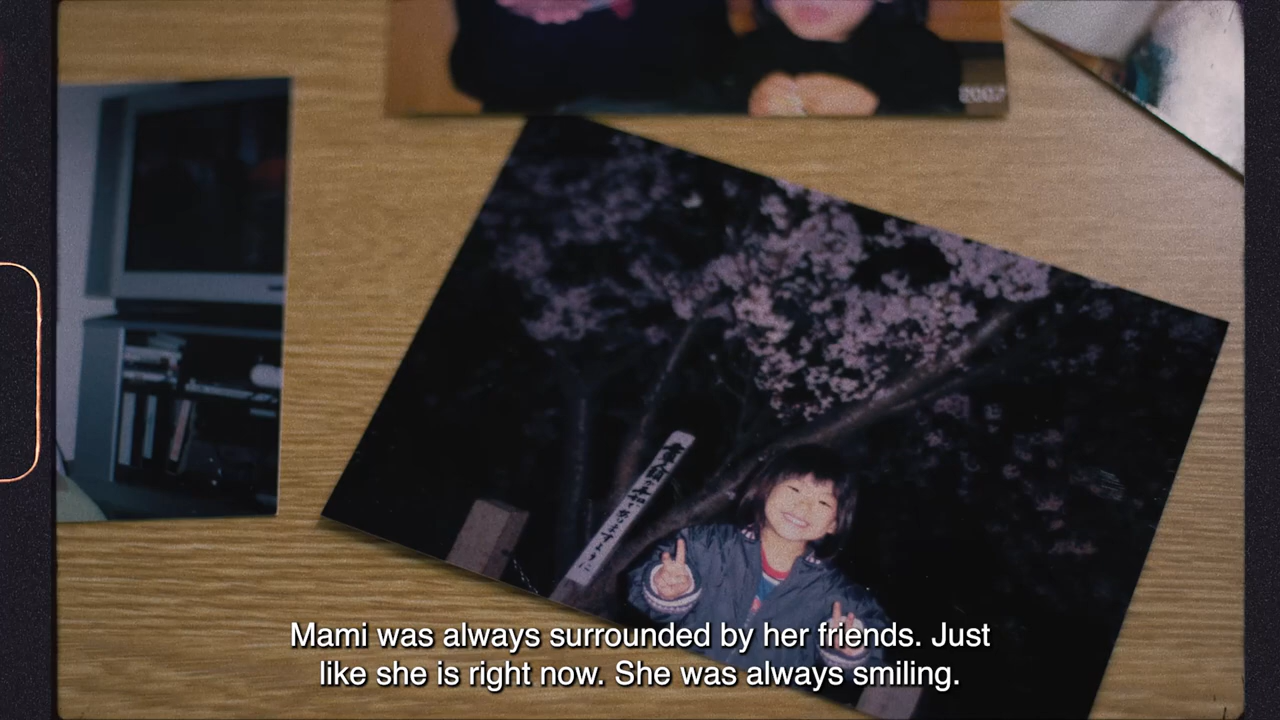 2007
Mami was always surrounded by her friends. Just
like she is right now. She was always smiling.